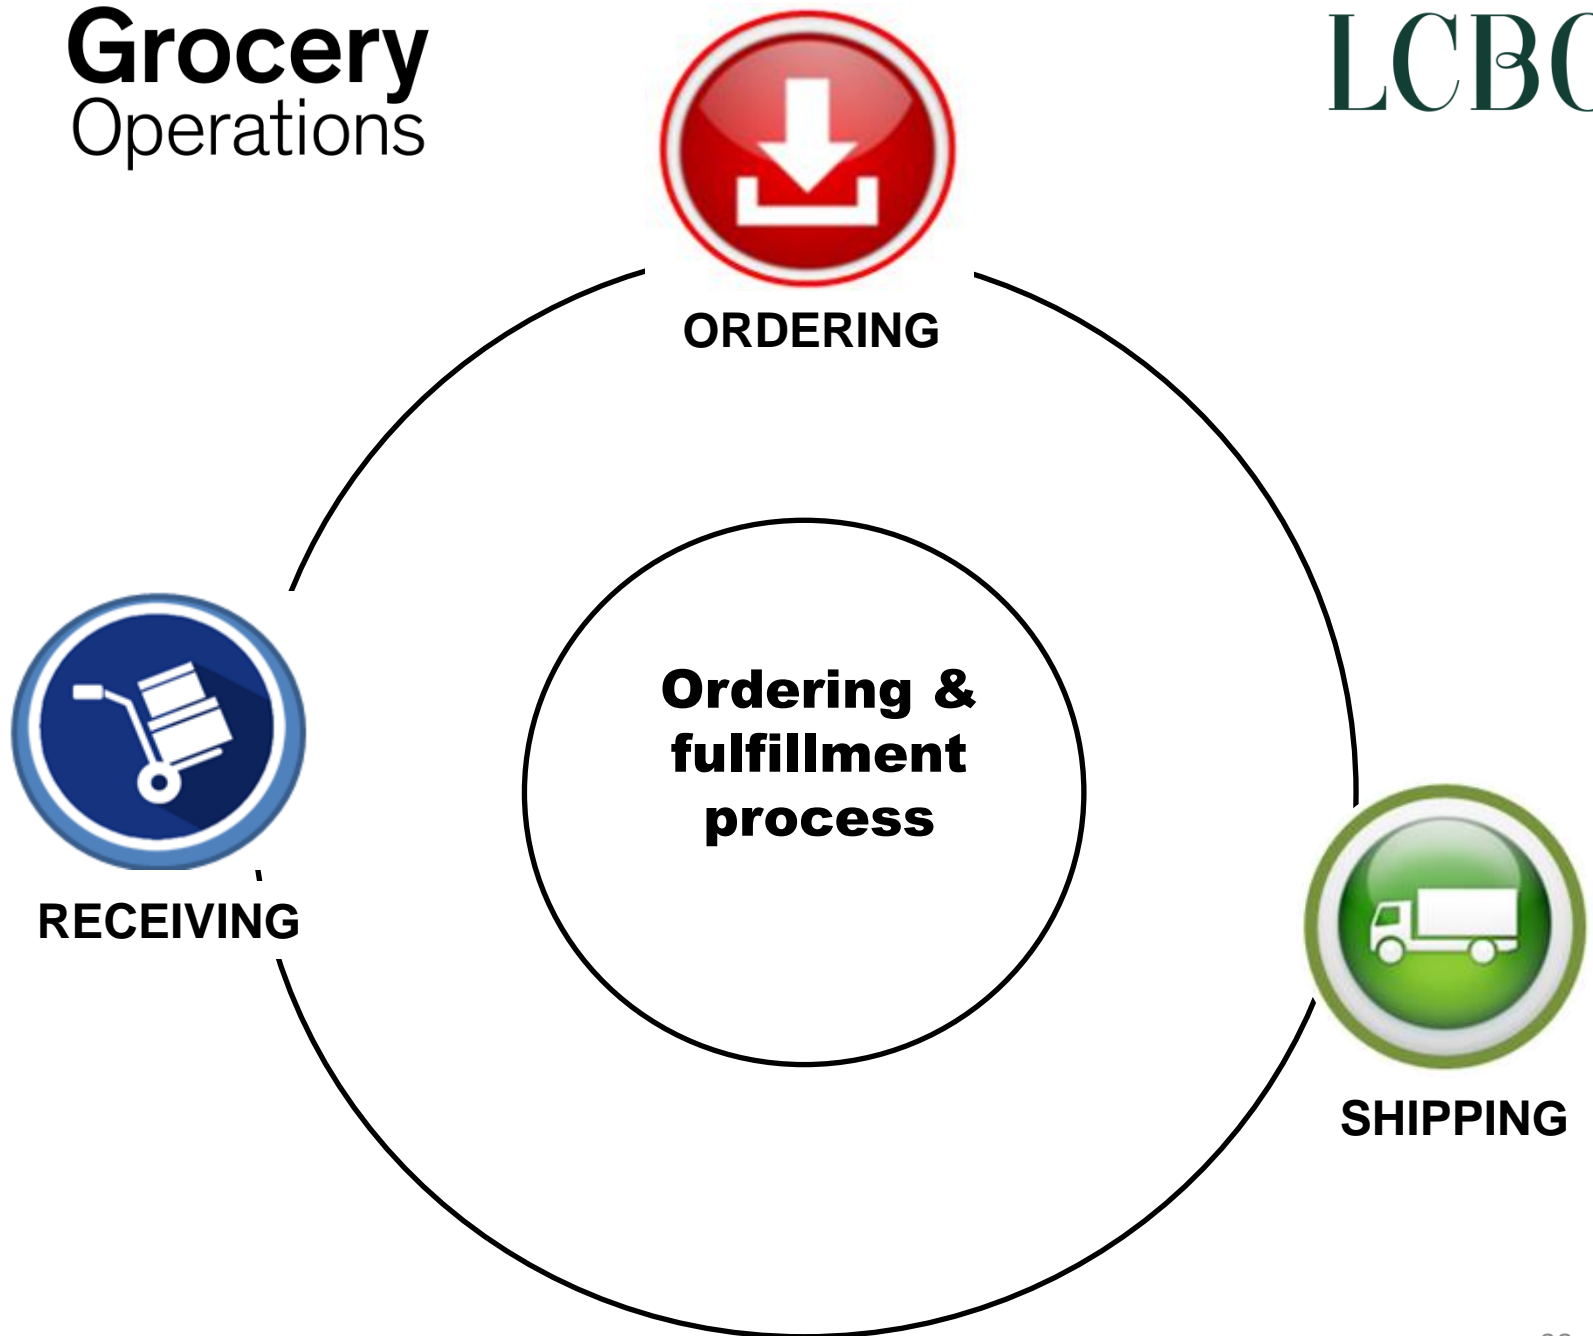 Grocery
Operations
LCBO
ORDERING
Ordering &
fulfillment
process
RECEIVING
SHIPPING